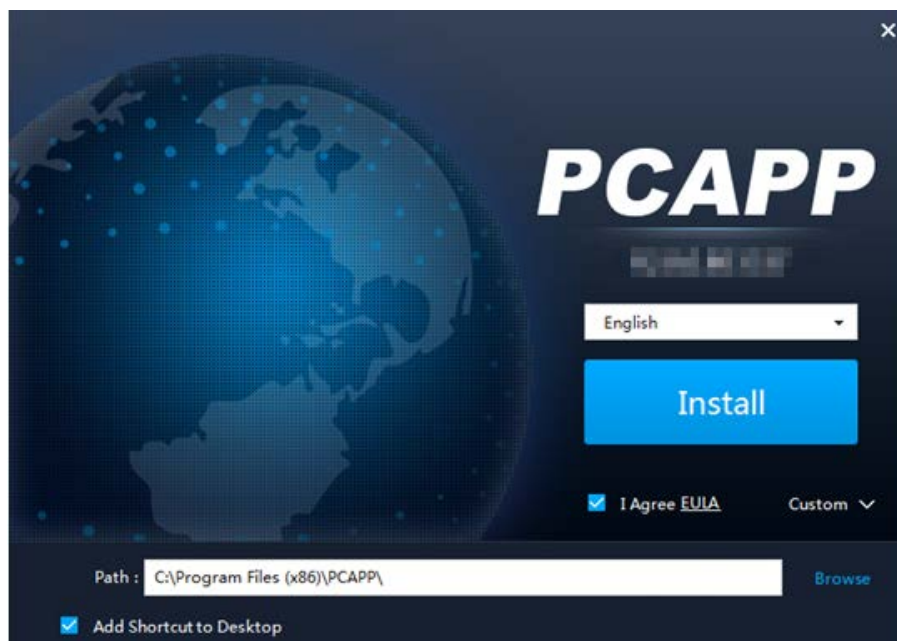 PCAPP
English
Install
I Agree EULA
Custom
Path : C:\Program Files (x86)\PCAPP\
Browse
Add Shortcut to Desktop